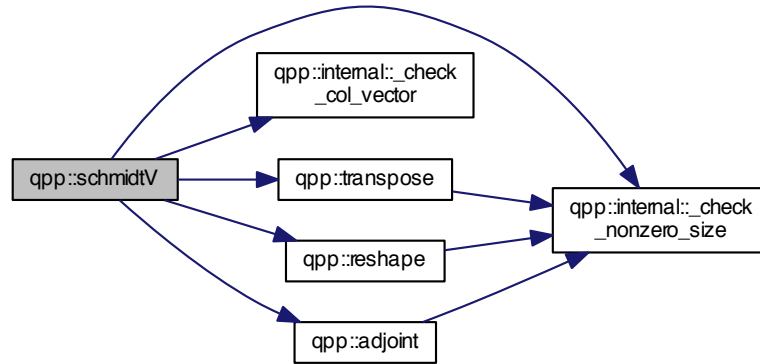 qpp::internal::_check
_col_vector
qpp::schmidtV
qpp::transpose
qpp::internal::_check
_nonzero_size
qpp::reshape
qpp::adjoint